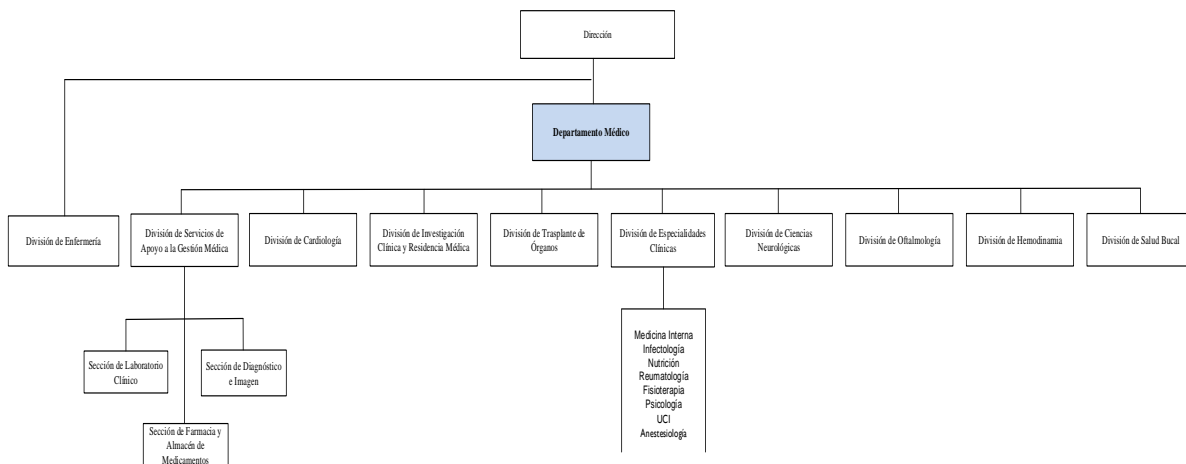 Dirección
Departamento Médico
División de Enfermería
División de Servicios de
Apoyo a la Gestión Médica
División de Cardiología
División de Investigación
Clínica y Residencia Médica
División de Trasplante de
Órganos
División de Especialidades
Clínicas
División de Ciencias
Neurológicas
División de Oftalmología
División de Hemodinamia
División de Salud Bucal
Sección de Laboratorio
Clínico
Sección de Diagnóstico
e Imagen
Sección de Farmacia y
Almacén de
Medicamentos
Medicina Interna
Infectología
Nutrición
Reumatología
Fisioterapia
Psicología
UCI
Anestesiología